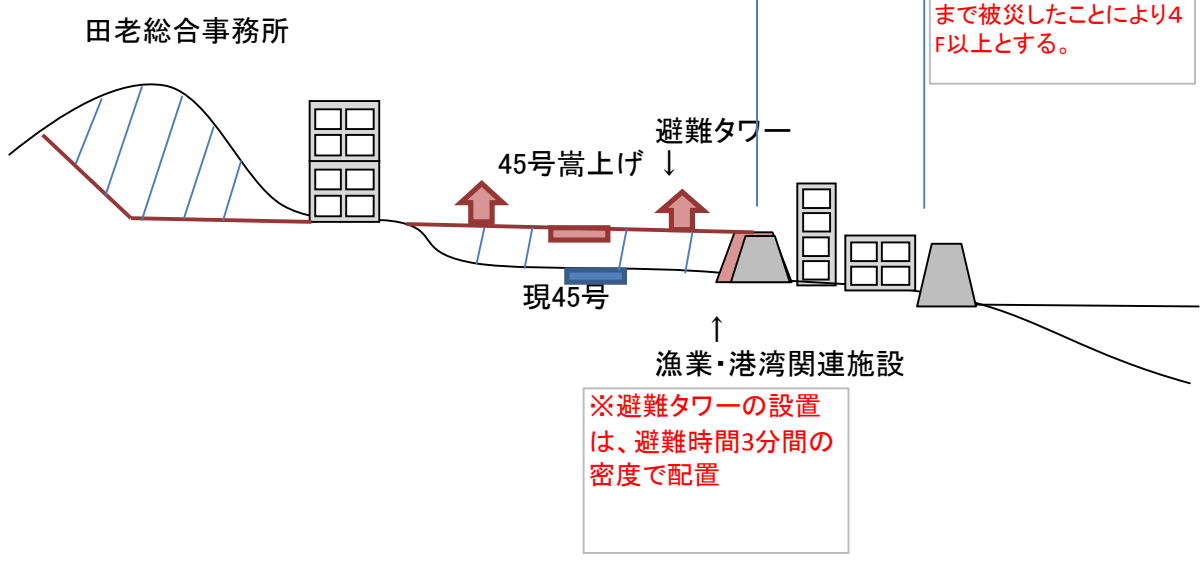 まで被災したことにより4
F以上とする。
田老総合事務所
避難タワー
45号嵩上げ ↓
現45号
↑
漁業・港湾関連施設
※避難タワーの設置
は、避難時間3分間の
密度で配置